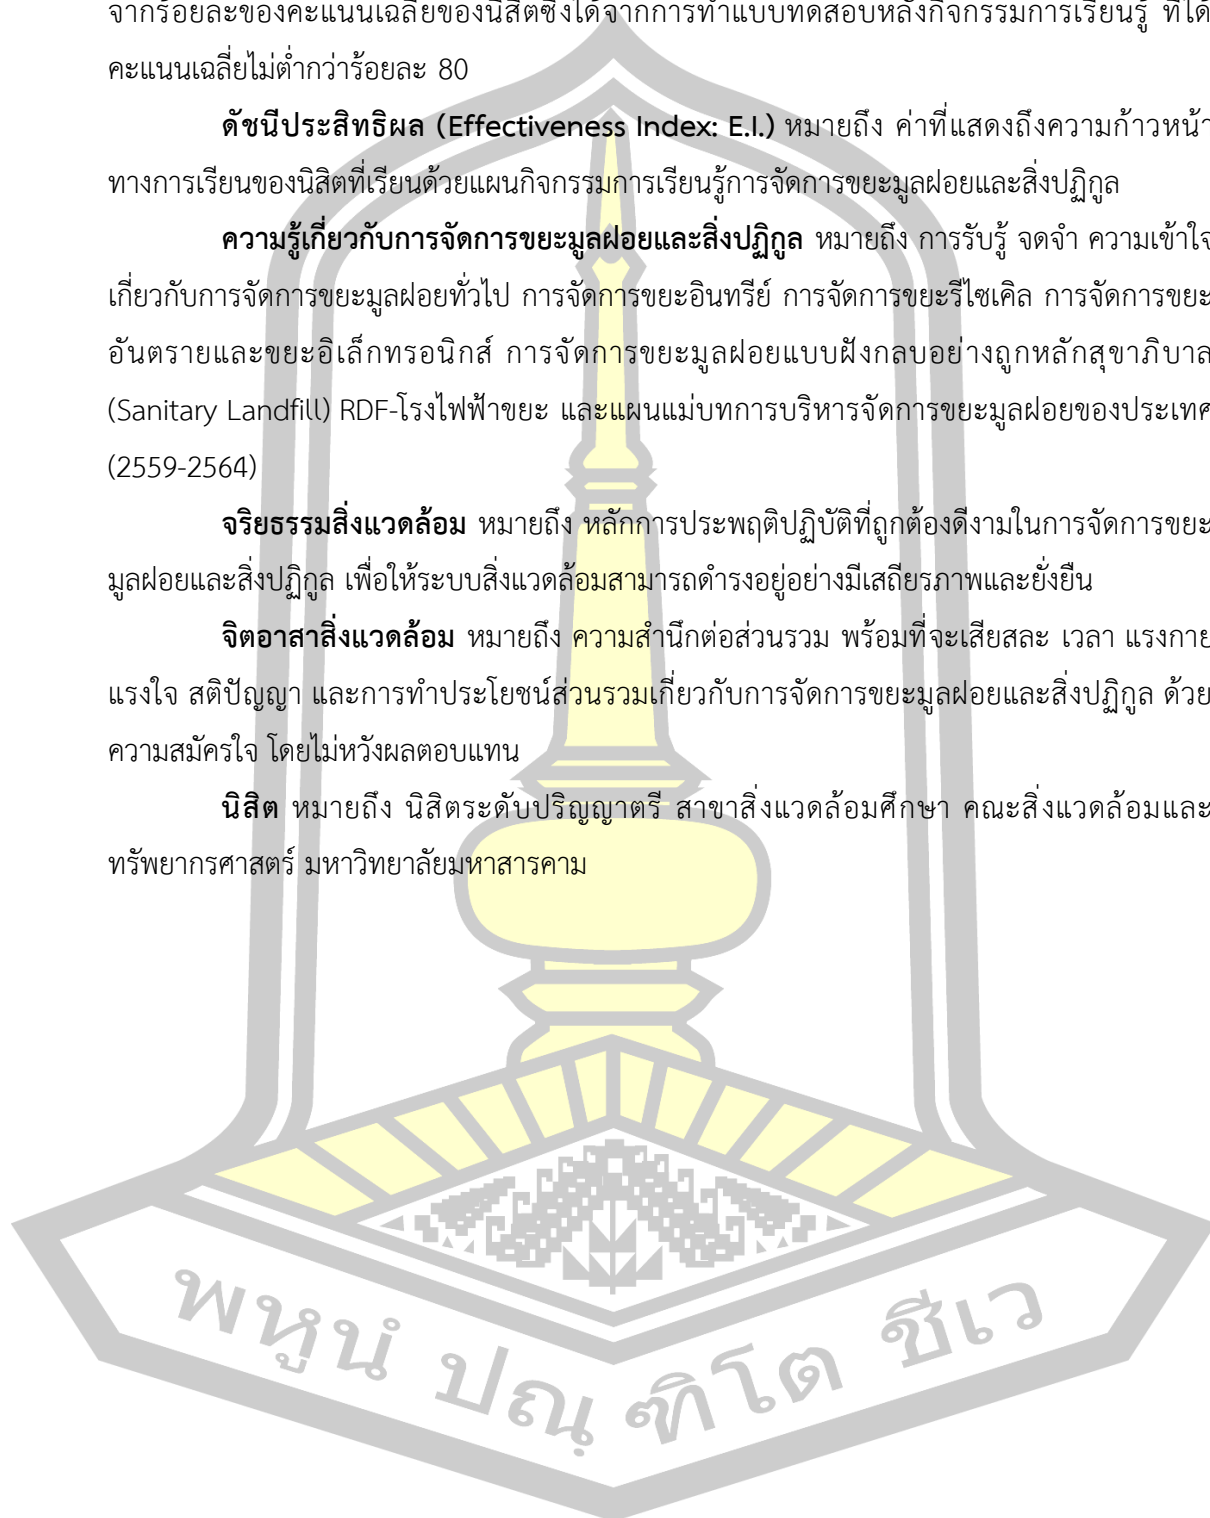 จากร้อยละของคะแนนเฉลี่ยของนิสิตซึ่งได้จากการทำแบบทดสอบหลังกิจกรรมการเรียนรู้ ที่ได้
คะแนนเฉลี่ยไม่ต่ำกว่าร้อยละ 80
ดัชนีประสิทธิผล (Effectiveness Index: E.I.) หมายถึง ค่าที่แสดงถึงความก้าวหน้า
ทางการเรียนของนิสิตที่เรียนด้วยแผนกิจกรรมการเรียนรู้การจัดการขยะมูลฝอยและสิ่งปฏิกูล
ความรู้เกี่ยวกับการจัดการขยะมูลฝอยและสิ่งปฏิกูล หมายถึง การรับรู้ จดจำ ความเข้าใจ
เกี่ยวกับการจัดการขยะมูลฝอยทั่วไป การจัดการขยะอินทรีย์ การจัดการขยะรีไซเคิล การจัดการขยะ
อันตรายและขยะอิเล็กทรอนิกส์ การจัดการขยะมูลฝอยแบบฝังกลบอย่างถูกหลักสุขาภิบาล
(Sanitary Landfill) RDF-โรงไฟฟ้าขยะ และแผนแม่บทการบริหารจัดการขยะมูลฝอยของประเทศ
(2559-2564)
จริยธรรมสิ่งแวดล้อม หมายถึง หลักการประพฤติปฏิบัติที่ถูกต้องดีงามในการจัดการขยะ
มูลฝอยและสิ่งปฏิกูล เพื่อให้ระบบสิ่งแวดล้อมสามารถดำรงอยู่อย่างมีเสถียรภาพและยั่งยืน
จิตอาสาสิ่งแวดล้อม หมายถึง ความสำนึกต่อส่วนรวม พร้อมที่จะเสียสละ เวลา แรงกาย
แรงใจ สติปัญญา และการทำประโยชน์ส่วนรวมเกี่ยวกับการจัดการขยะมูลฝอยและสิ่งปฏิกูล ด้วย
ความสมัครใจ โดยไม่หวังผลตอบแทน
นิสิต หมายถึง นิสิตระดับปริญญาตรี สาขาสิ่งแวดล้อมศึกษา คณะสิ่งแวดล้อมและ
ทรัพยากรศาสตร์ มหาวิทยาลัยมหาสารคาม
พหูนํ ปณฺฑิโต ชีเว